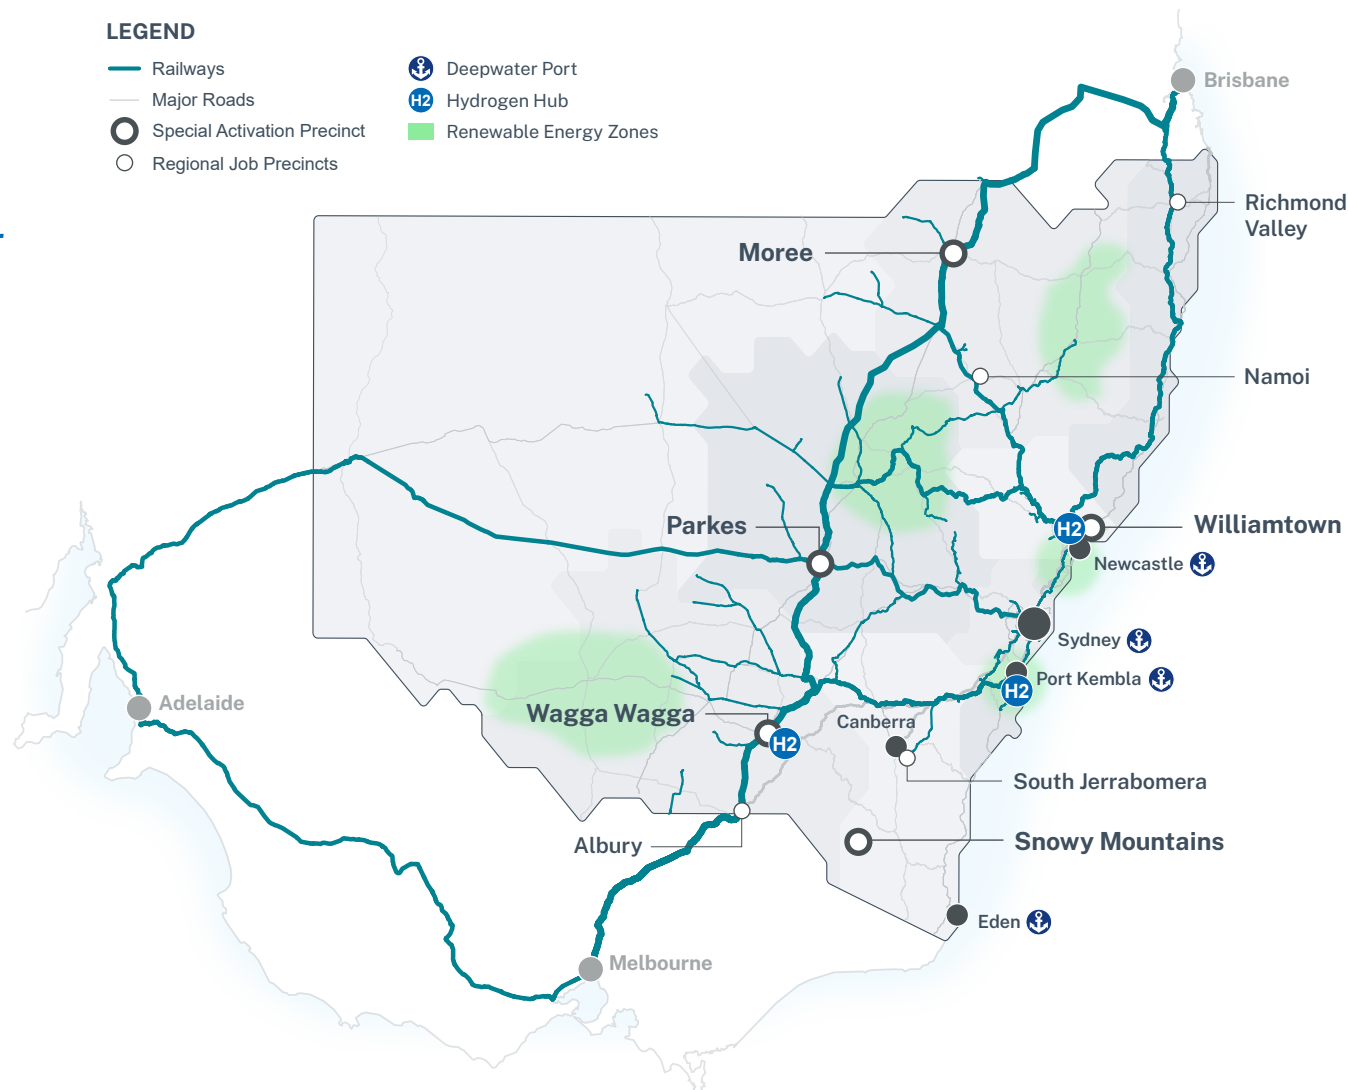 LEGEND
Railways
Major Roads
Special Activation Precinct
Regional Job Precincts
Deepwater Port
H2 Hydrogen Hub
Renewable Energy Zones
Brisbane
Richmond
Valley
Moree
Namoi
Parkes
H2
Williamtown
Newcastle
Sydney
Port Kembla
H2
Adelaide
Wagga Wagga
H2
Canberra
South Jerrabomera
Albury
Snowy Mountains
Eden
Melbourne